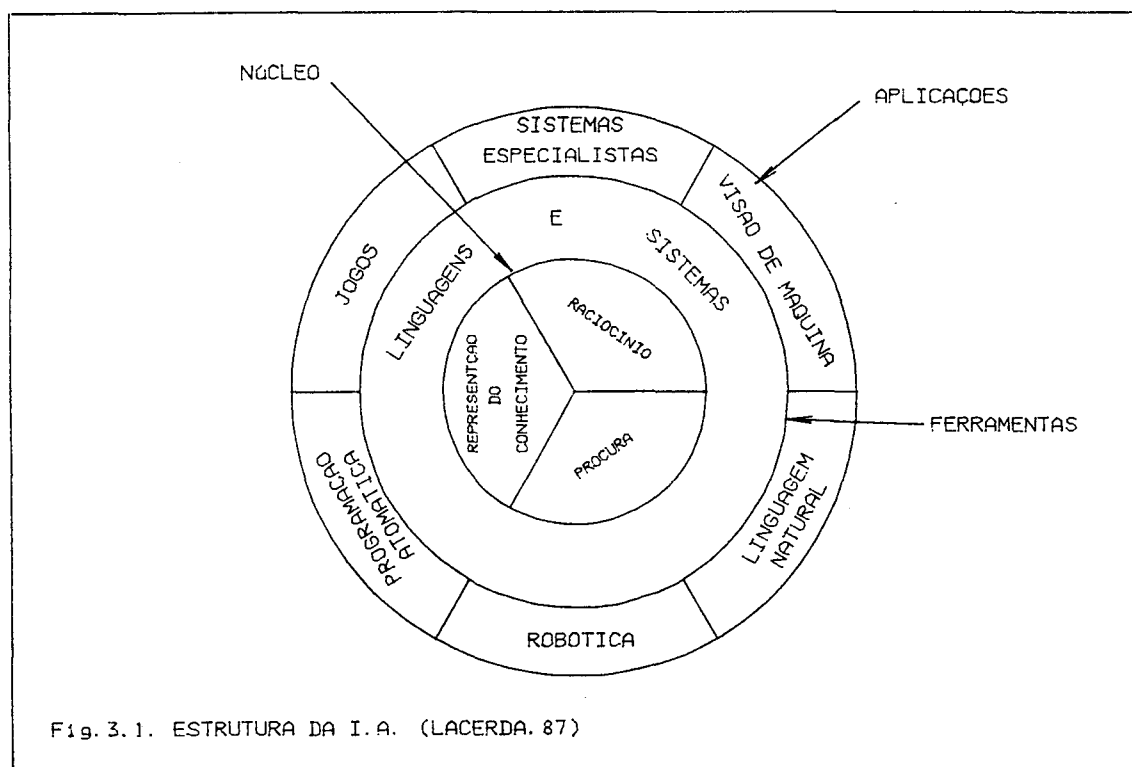 NÚCLEO
APLICAÇOES
SISTEMAS
ESPECIALISTAS
VISAO DE MAQUINA
JOGOS
LINGUAGENS
E
SISTEMAS
RACIOCINIO
REPRESENTCAO
DO
CONHECIMENTO
PROCURA
FERRAMENTAS
PROGRAMACAO
ATOMATICA
LINGUAGEM
NATURAL
ROBOTICA
Fig.3.1. ESTRUTURA DA I.A. (LACERDA.87)